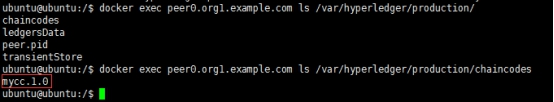 ubuntu@ubuntu:/$ docker exec peer0.org1.example.com ls /var/hyperledger/production/
chaincodes
ledgersData
peer.pid
transientStore
ubuntu@ubuntu:/$ docker exec peer0.org1.example.com ls /var/hyperledger/production/chaincodes
mycc.1.0
ubuntu@ubuntu:/$